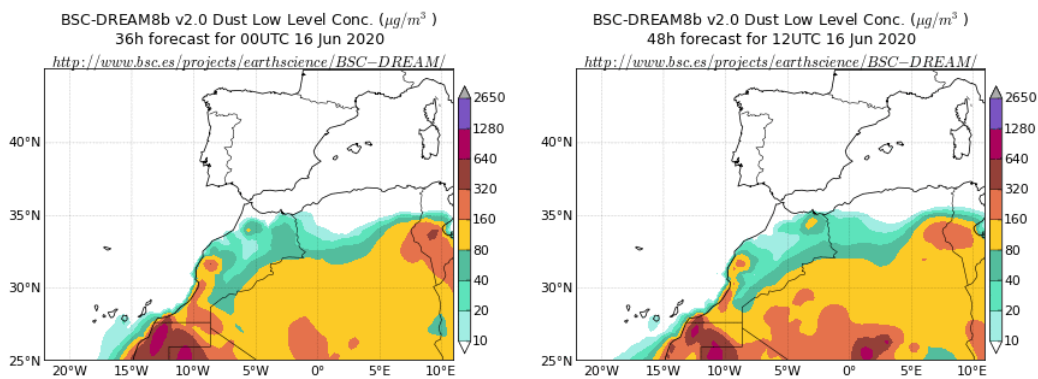 BSC-DREAM8b v2.0 Dust Low Level Conc. (μg/m³ )
36h forecast for 00UTC 16 Jun 2020
http://www.bsc.es/projects/earthscience/BSC−DREAM/
40°N
35°N
30°N
25°N
20°W 15°W 10°W 5°W 0°E 5°E 10°E
2650
1280
640
320
160
80
40
20
10
BSC-DREAM8b v2.0 Dust Low Level Conc. (μg/m³ )
48h forecast for 12UTC 16 Jun 2020
http://www.bsc.es/projects/earthscience/BSC−DREAM/
40°N
35°N
30°N
25°N
20°W 15°W 10°W 5°W 0°E 5°E 10°E
2650
1280
640
320
160
80
40
20
10